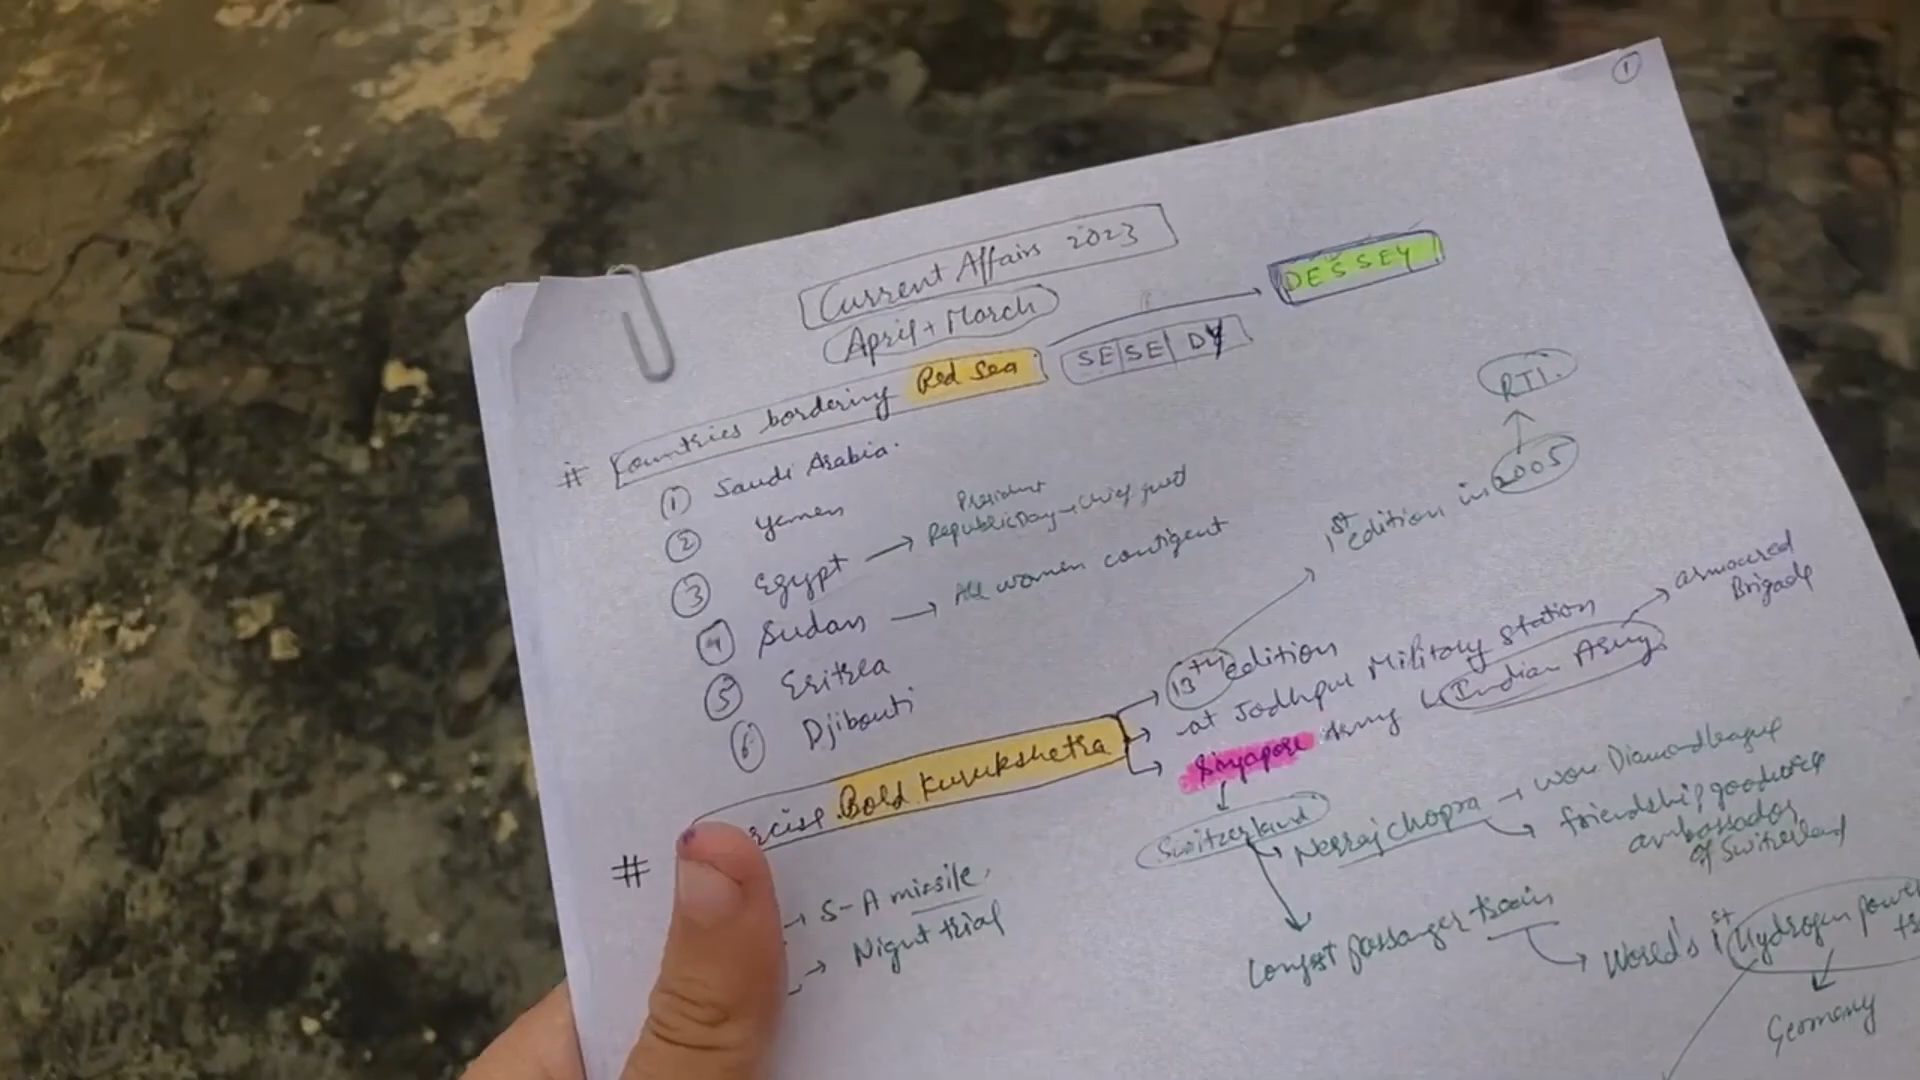 1
Current Affairs 2023
April + March
DESSEY
# Countries bordering Red Sea
SE|SE|DY
① Saudi Arabia.
② Yemen
③ Egypt → President
Republic Day → Chief guest
④ Sudan → All women contigent
⑤ Eritrea
⑥ Djibouti
RTI.
1st edition in 2005
# Bold Kurukshetra
→ 13th edition
→ at Jodhpur Military Station
→ Singapore Army
Indian Army
→ armoured
Brigade
Switzerland
→ Neeraj Chopra → won Diamond league
→ friendship goodwill
ambassador
of Switzerland
Longest passanger train
→ World's 1st Hydrogen
Germany
→ S-A missile,
→ Night trial